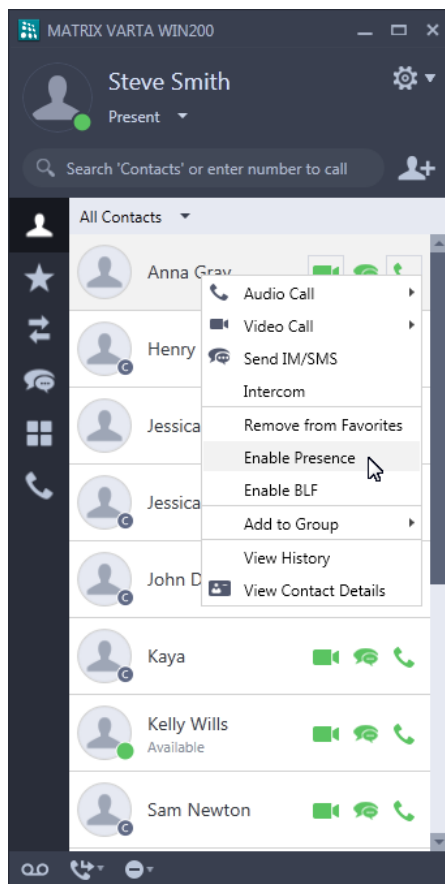 MATRIX VARTA WIN200
Steve Smith
Present
Search 'Contacts' or enter number to call
All Contacts
Anna Gray
Audio Call
Video Call
Henry
Send IM/SMS
Intercom
Jessica
Remove from Favorites
Enable Presence
Enable BLF
Jessica
C
Add to Group
View History
John D
View Contact Details
C
Kaya
C
Kelly Wills
Available
Sam Newton
C